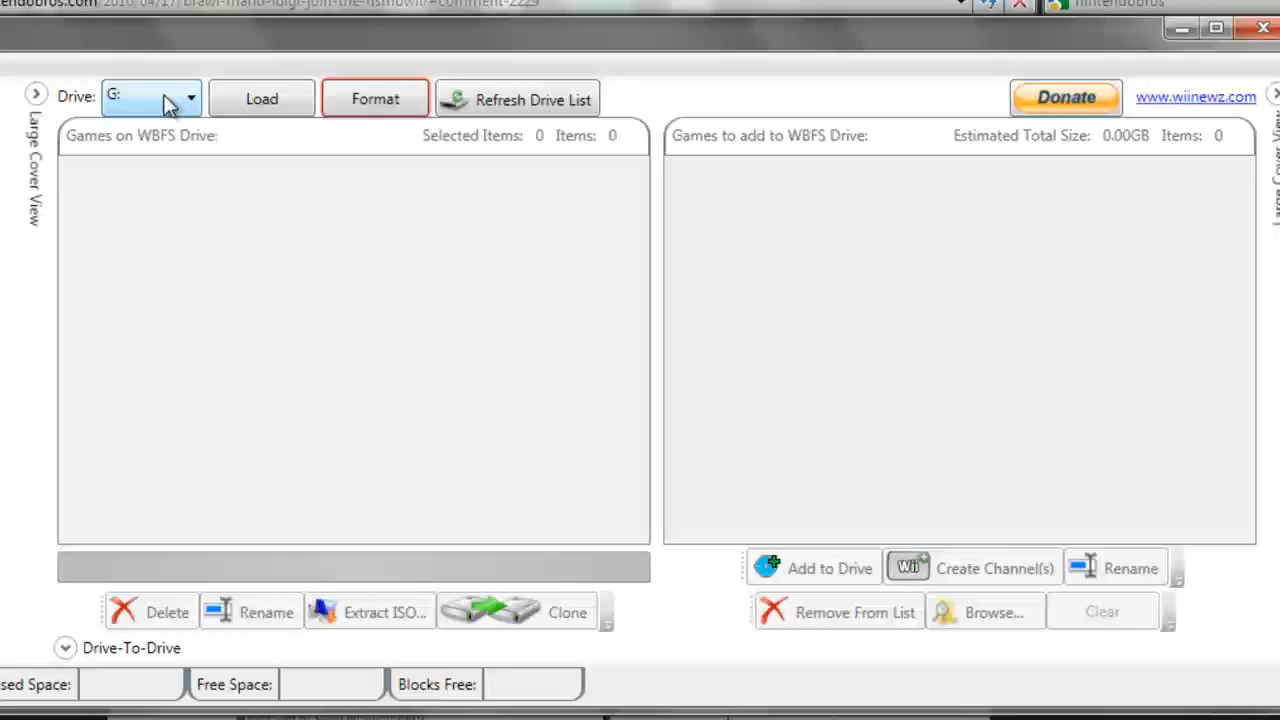 ntendobros.com/2010/04/17/brawl-mario-luigi-join-the-nsmbwii/#comment-2229
nintendobros
Drive: G: Load Format Refresh Drive List Donate www.wiinewz.com
Games on WBFS Drive: Selected Items: 0 Items: 0
Games to add to WBFS Drive: Estimated Total Size: 0.00GB Items: 0
Large Cover View
Large Cover View
Add to Drive Wii Create Channel(s) Rename
Delete Rename Extract ISO... Clone
Remove From List Browse... Clear
Drive-To-Drive
sed Space: Free Space: Blocks Free: